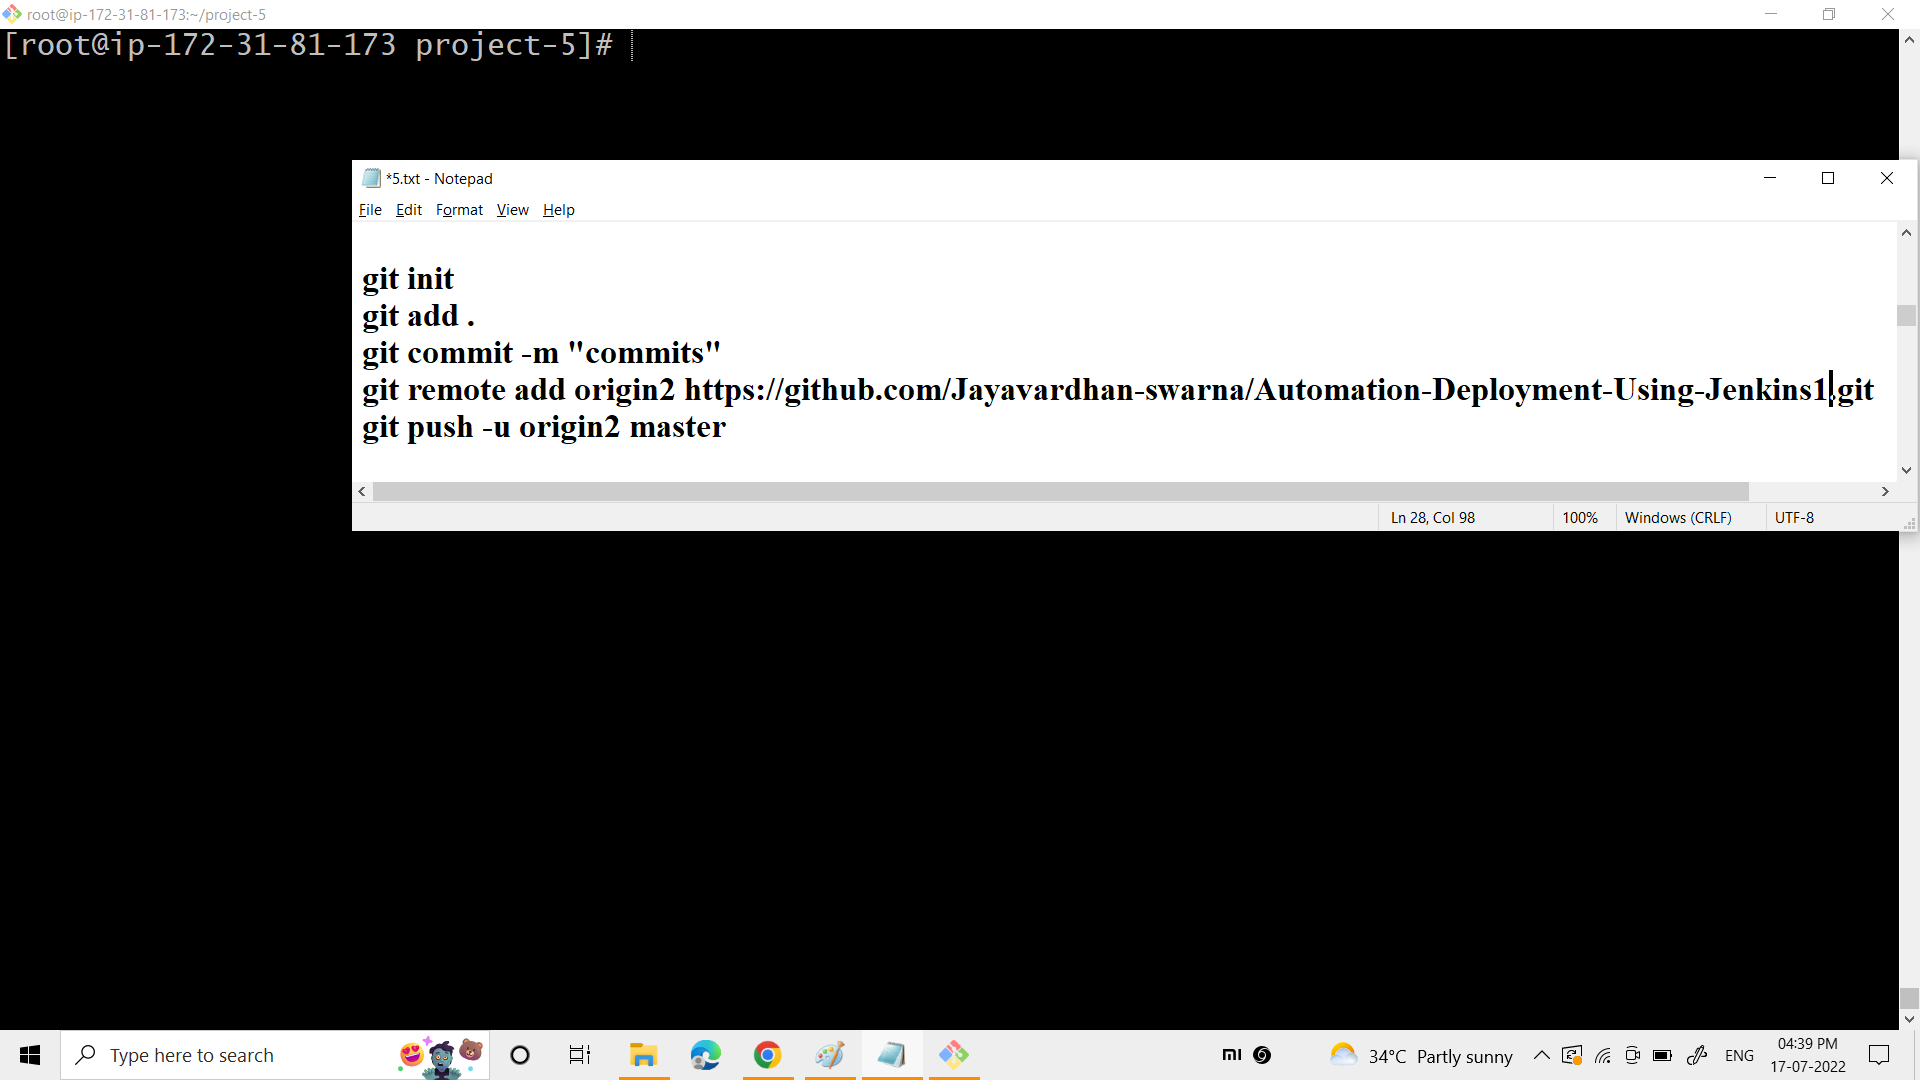 root@ip-172-31-81-173:~/project-5
[root@ip-172-31-81-173 project-5]#
*5.txt - Notepad
File Edit Format View Help
git init
git add .
git commit -m "commits"
git remote add origin2 https://github.com/Jayavardhan-swarna/Automation-Deployment-Using-Jenkins1.git
git push -u origin2 master
Ln 28, Col 98 100% Windows (CRLF) UTF-8
Type here to search
mi
34°C Partly sunny
ENG
04:39 PM
17-07-2022